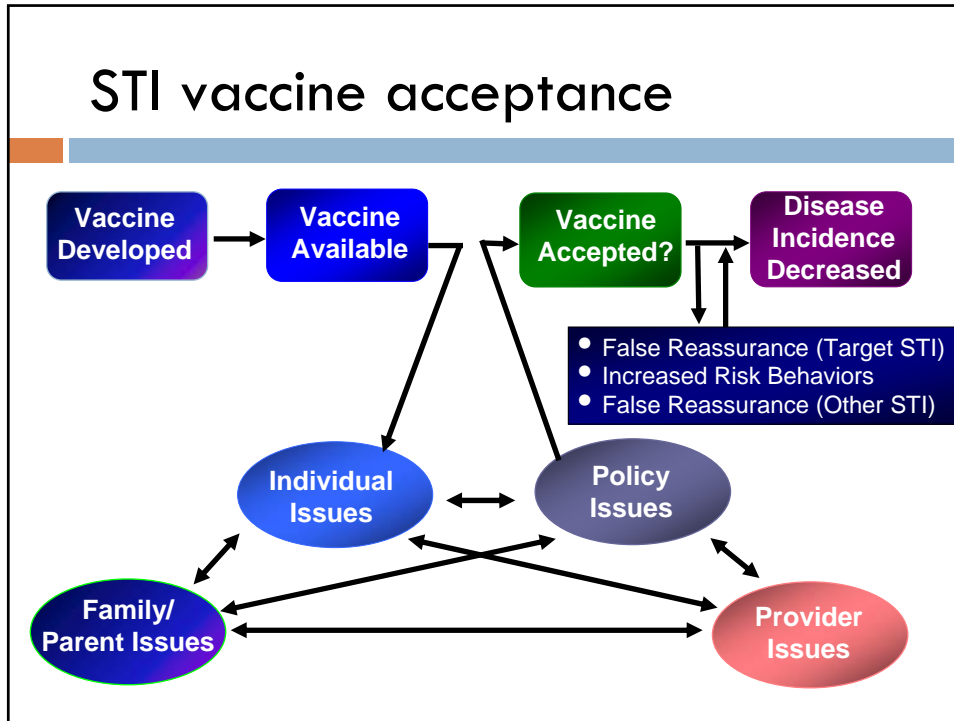 STI vaccine acceptance
Vaccine
Developed
Vaccine
Available
Vaccine
Accepted?
Disease
Incidence
Decreased
• False Reassurance (Target STI)
• Increased Risk Behaviors
• False Reassurance (Other STI)
Individual
Issues
Policy
Issues
Family/
Parent Issues
Provider
Issues